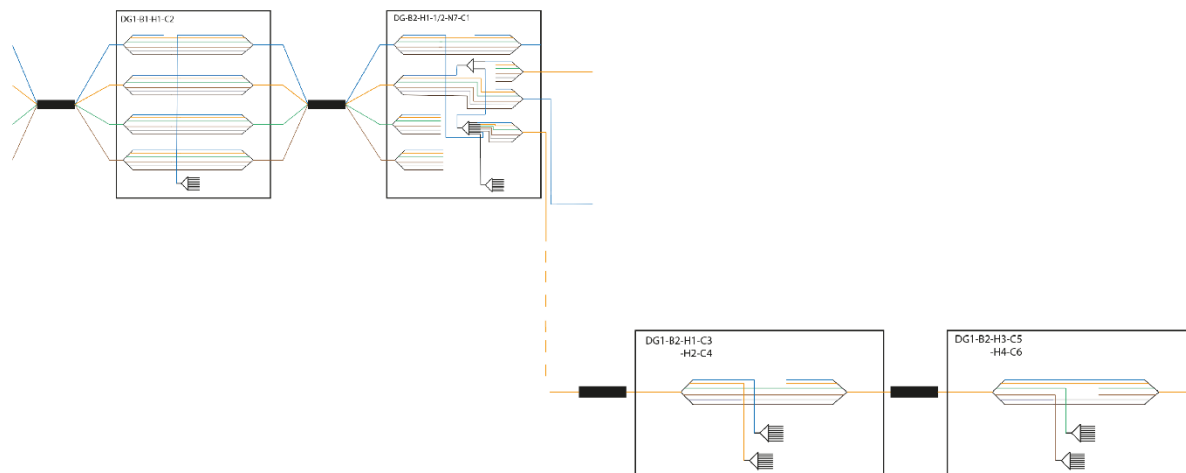 DG1-B1-H1-C2
DG-B2-H1-1/2-N7-C1
DG1-B2-H1-C3
-H2-C4
DG1-B2-H3-C5
-H4-C6